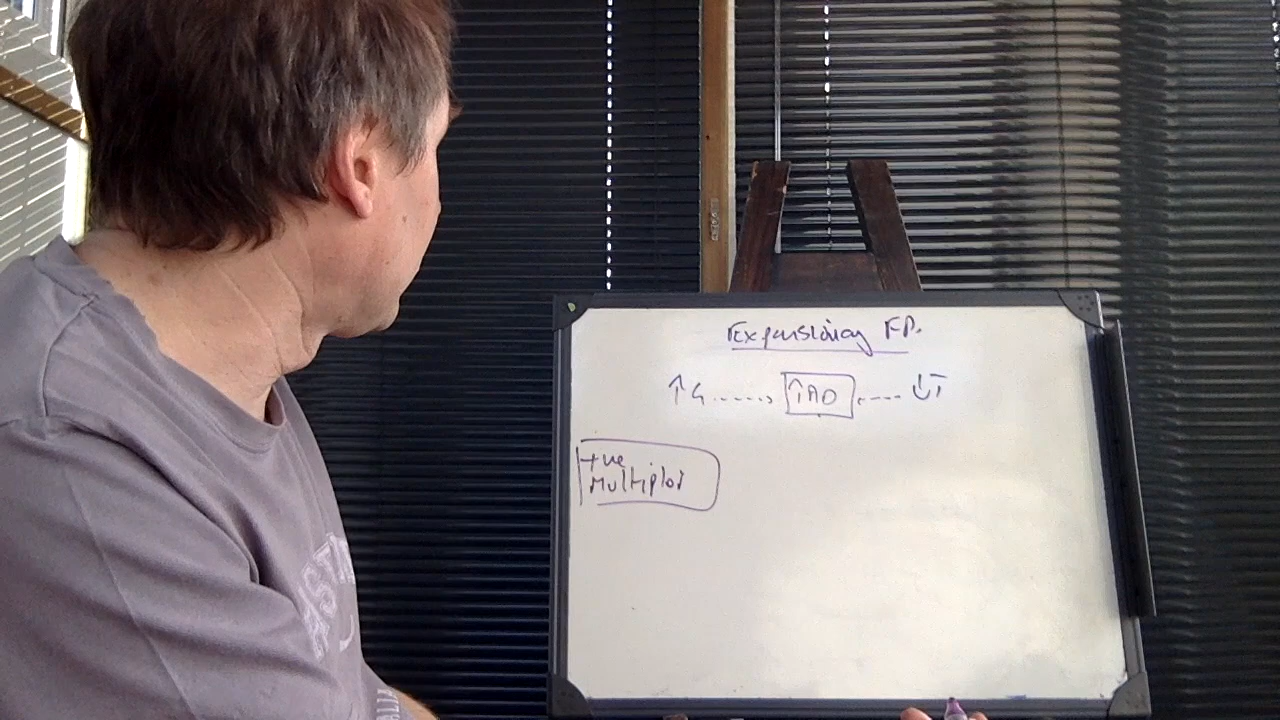 Expansionary FP.
↑G ------> ↑AD <---- ↓T
+ve
Multiplier